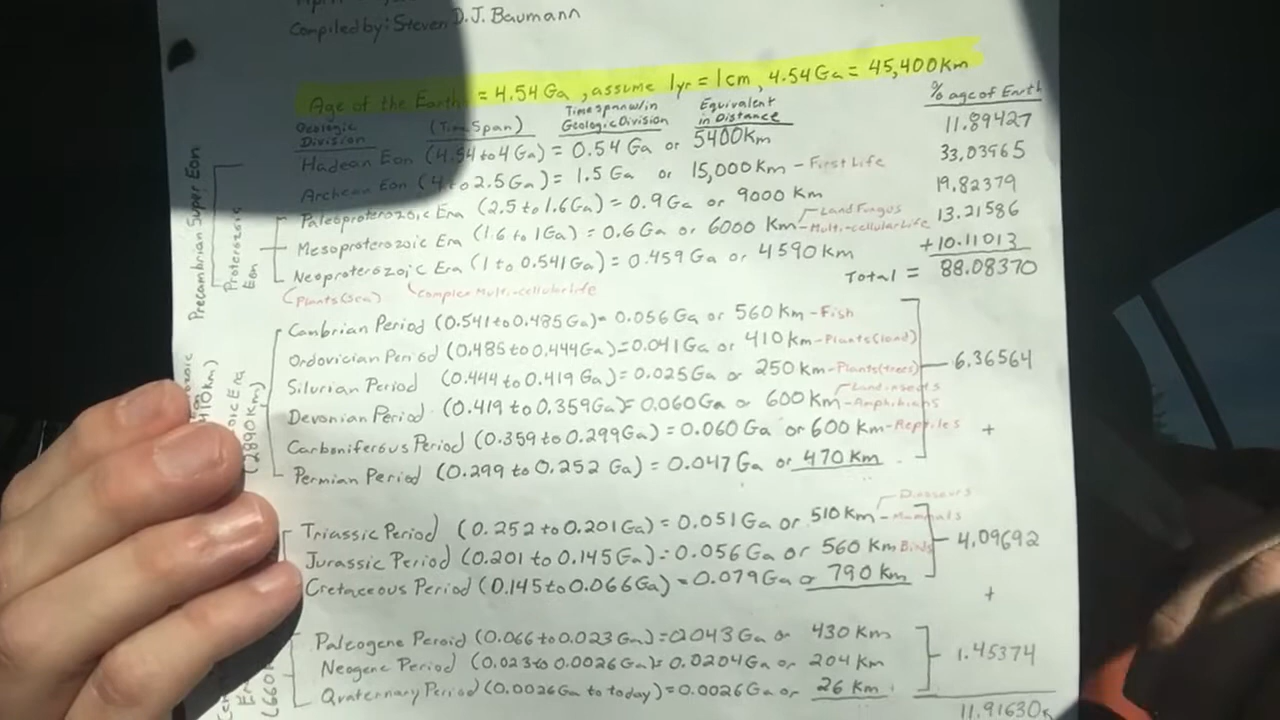 Compiled by: Steven D.J. Baumann
Age of the Earth = 4.54 Ga, assume 1yr = 1cm, 4.54 Ga = 45,400 Km
Geologic Division (Time Span) Time span w/in Geologic Division Equivalent in Distance % age of Earth
Hadean Eon (4.54 to 4 Ga) = 0.54 Ga or 5400 Km 11.89427
Archean Eon (4 to 2.5 Ga) = 1.5 Ga or 15,000 Km - First Life 33.03965
Paleoproterozoic Era (2.5 to 1.6 Ga) = 0.9 Ga or 9000 Km 19.82379
Land Fungus
Mesoproterozoic Era (1.6 to 1 Ga) = 0.6 Ga or 6000 Km - Multi-cellular Life 13.21586
Neoproterozoic Era (1 to 0.541 Ga) = 0.459 Ga or 4590 Km +10.11013
Plants (Sea) Complex Multi-cellular Life Total = 88.08370
Precambrian Super Eon
Proterozoic Eon
Cambrian Period (0.541 to 0.485 Ga) = 0.056 Ga or 560 Km - Fish
Ordovician Period (0.485 to 0.444 Ga) = 0.041 Ga or 410 Km - Plants (land)
Silurian Period (0.444 to 0.419 Ga) = 0.025 Ga or 250 Km - Plants (trees) 6.36564
Land-insects
Devonian Period (0.419 to 0.359 Ga) = 0.060 Ga or 600 Km - Amphibians
Carboniferous Period (0.359 to 0.299 Ga) = 0.060 Ga or 600 Km - Reptiles +
Permian Period (0.299 to 0.252 Ga) = 0.047 Ga or 470 Km
(2890 Km)
Dinosaurs
Triassic Period (0.252 to 0.201 Ga) = 0.051 Ga or 510 Km - Mammals
Jurassic Period (0.201 to 0.145 Ga) = 0.056 Ga or 560 Km Birds 4.09692
Cretaceous Period (0.145 to 0.066 Ga) = 0.079 Ga or 790 Km +
Paleogene Peroid (0.066 to 0.023 Ga) = 0.043 Ga or 430 Km
Neogene Period (0.023 to 0.0026 Ga) = 0.0204 Ga or 204 Km 1.45374
Quaternary Period (0.0026 Ga to today) = 0.0026 Ga or 26 Km
11.91630